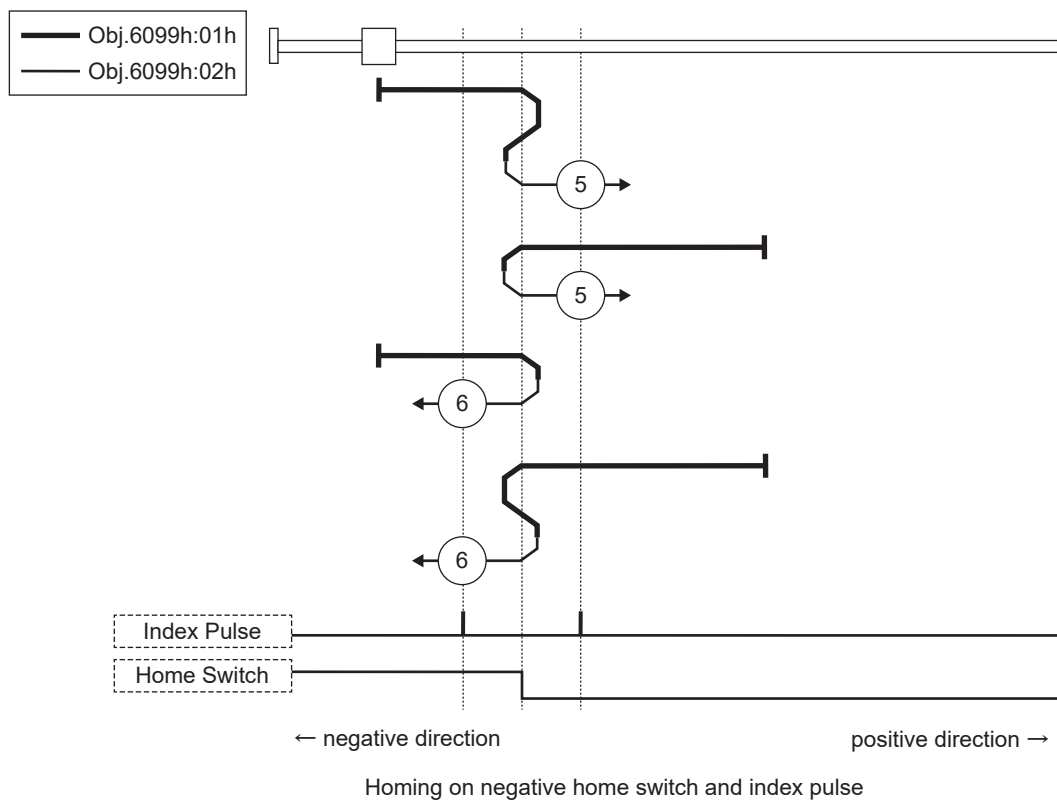 Obj.6099h:01h
Obj.6099h:02h
5
5
6
6
Index Pulse
Home Switch
← negative direction
positive direction →
Homing on negative home switch and index pulse